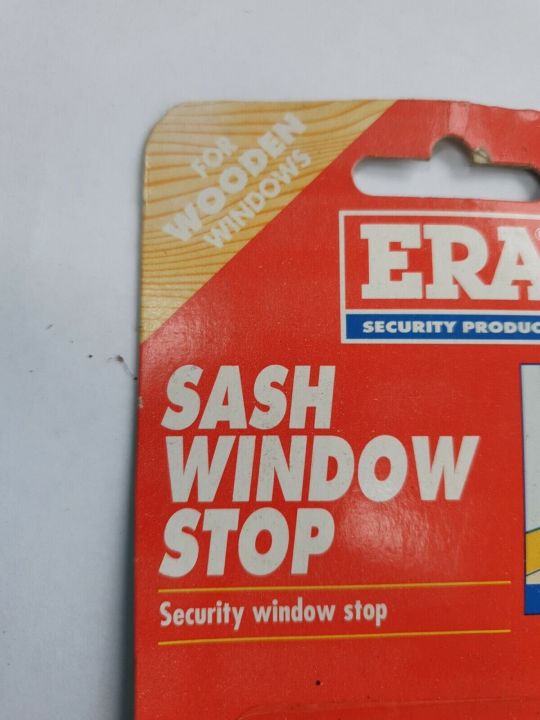 FOR
WOODEN
WINDOWS
ERA
SECURITY PRODUC
SASH
WINDOW
STOP
Security window stop